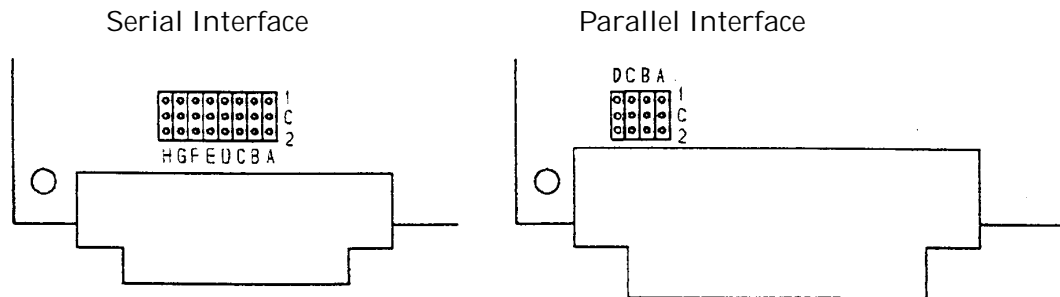 Serial Interface
1
C
2
HGFEDCBA
Parallel Interface
DCBA
1
C
2